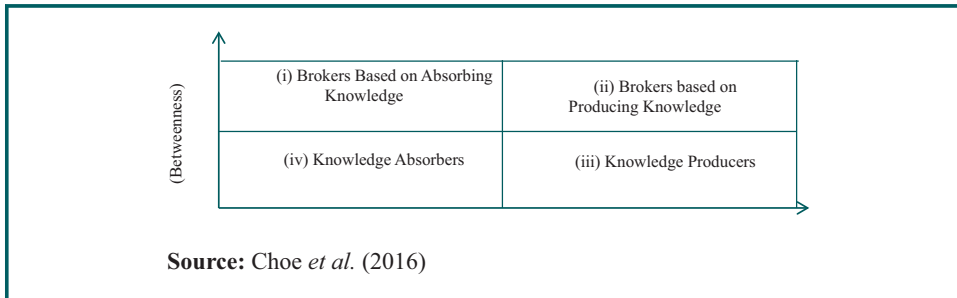 (Betweenness)
(i) Brokers Based on Absorbing
Knowledge
(ii) Brokers based on
Producing Knowledge
(iv) Knowledge Absorbers
(iii) Knowledge Producers
Source: Choe et al. (2016)